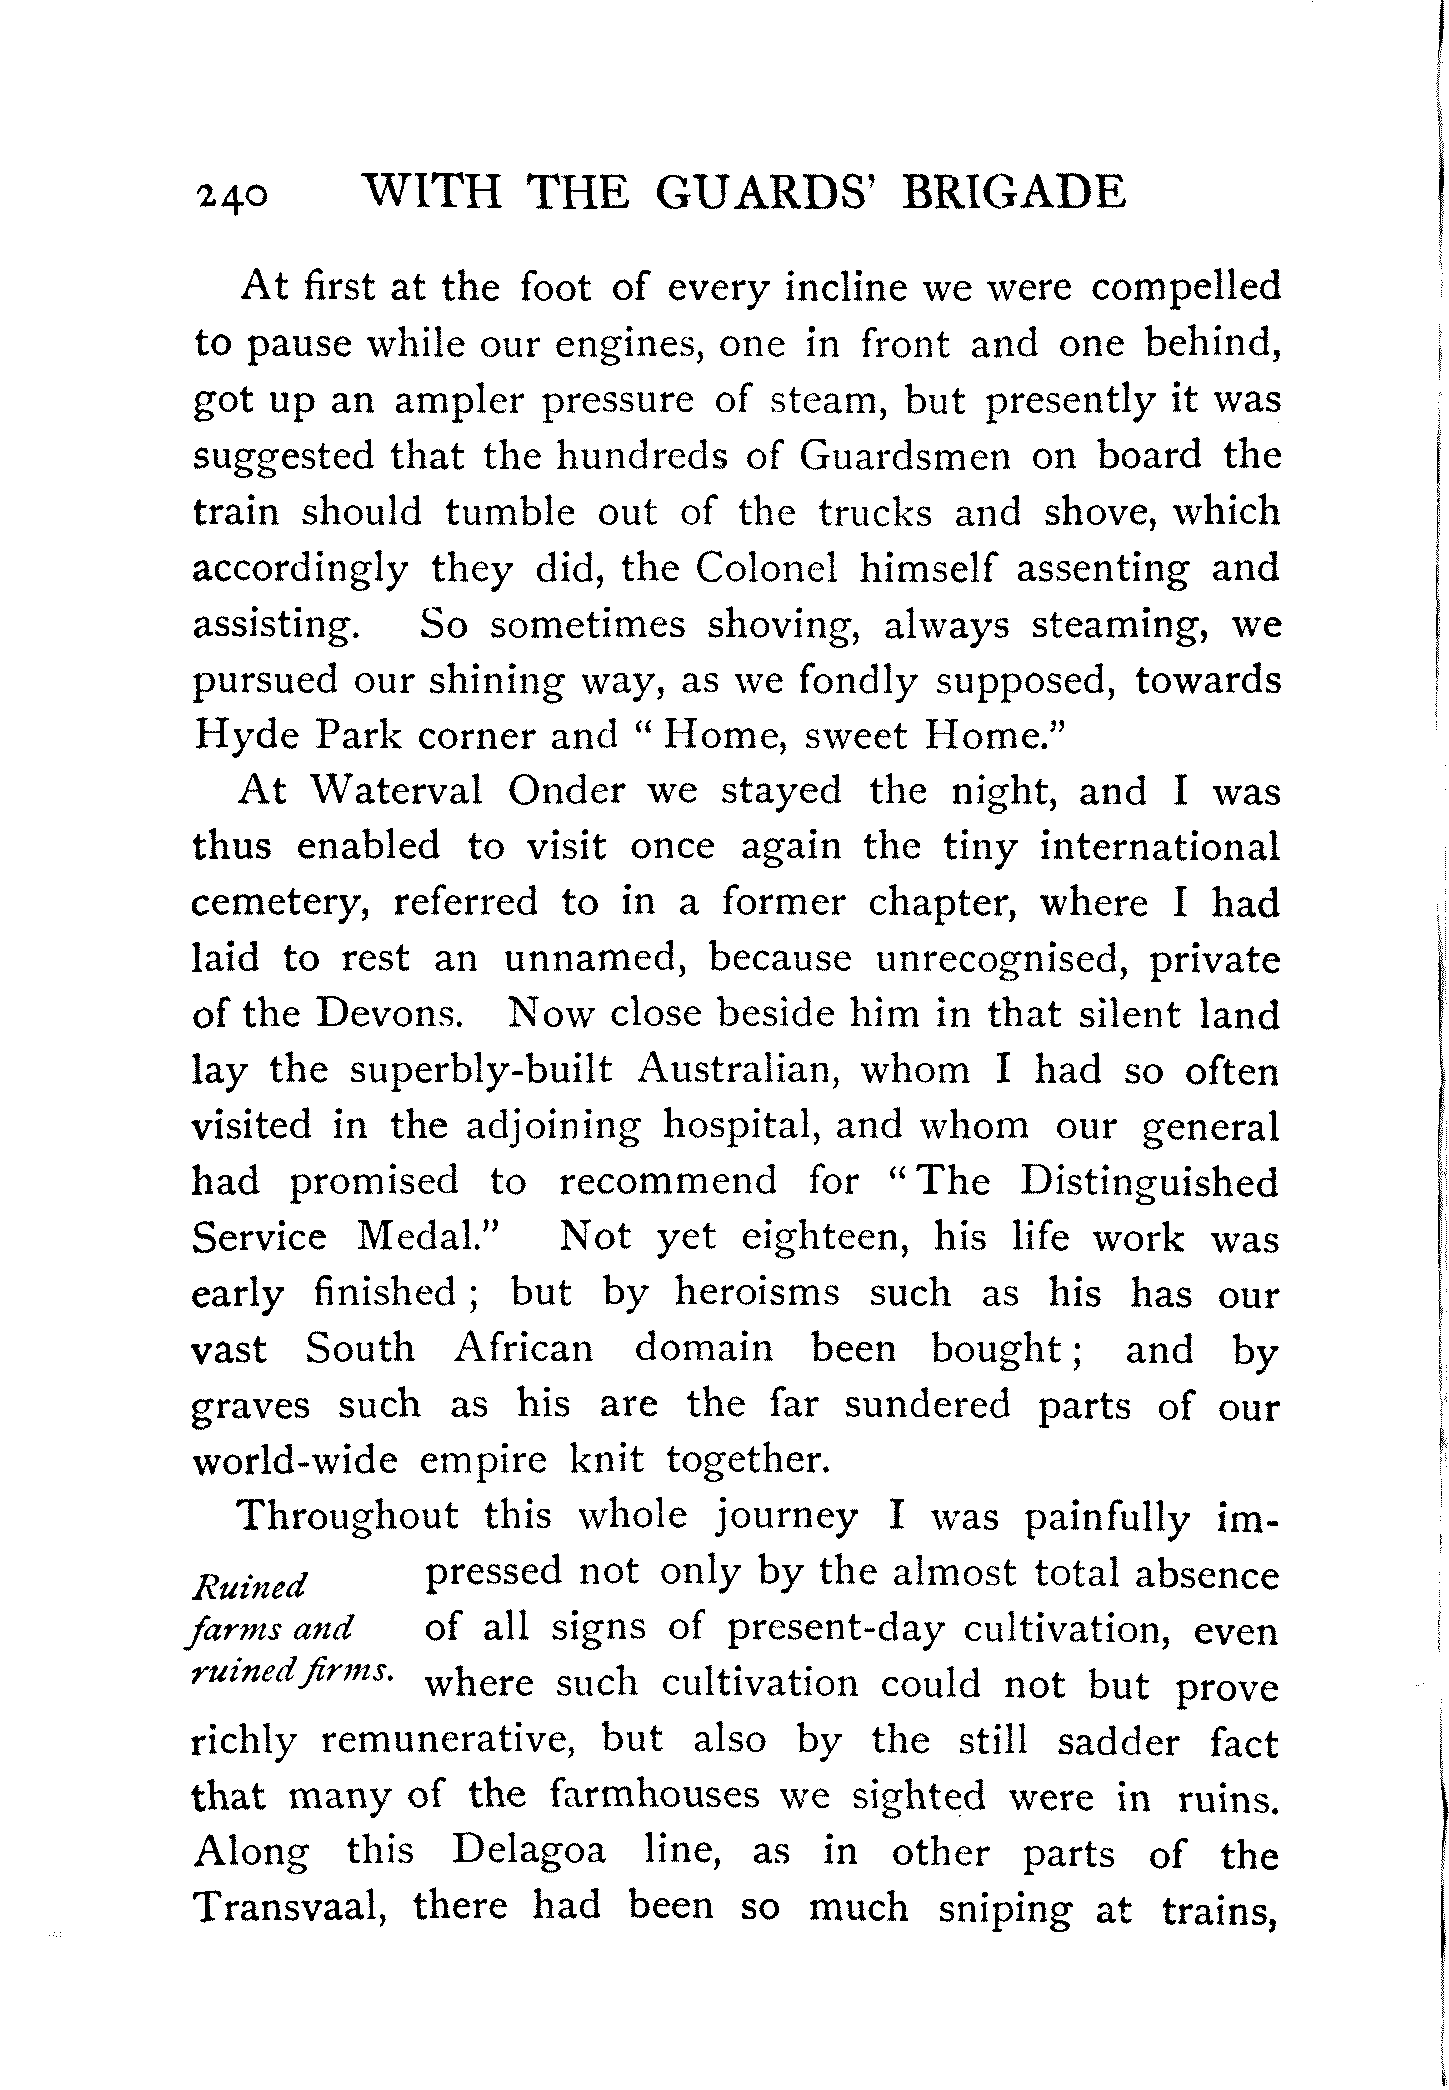 240 WITH THE GUARDS' BRIGADE
At first at the foot of every incline we were compelled
to pause while our engines, one in front and one behind,
got up an ampler pressure of steam, but presently it was
suggested that the hundreds of Guardsmen on board the
train should tumble out of the trucks and shove, which
accordingly they did, the Colonel himself assenting and
assisting. So sometimes shoving, always steaming, we
pursued our shining way, as we fondly supposed, towards
Hyde Park corner and “ Home, sweet Home.”
At Waterval Onder we stayed the night, and I was
thus enabled to visit once again the tiny international
cemetery, referred to in a former chapter, where I had
laid to rest an unnamed, because unrecognised, private
of the Devons. Now close beside him in that silent land
lay the superbly-built Australian, whom I had so often
visited in the adjoining hospital, and whom our general
had promised to recommend for “ The Distinguished
Service Medal.” Not yet eighteen, his life work was
early finished ; but by heroisms such as his has our
vast South African domain been bought ; and by
graves such as his are the far sundered parts of our
world-wide empire knit together.
Throughout this whole journey I was painfully im-
Ruined
farms and
ruined firms.
pressed not only by the almost total absence
of all signs of present-day cultivation, even
where such cultivation could not but prove
richly remunerative, but also by the still sadder fact
that many of the farmhouses we sighted were in ruins.
Along this Delagoa line, as in other parts of the
Transvaal, there had been so much sniping at trains,